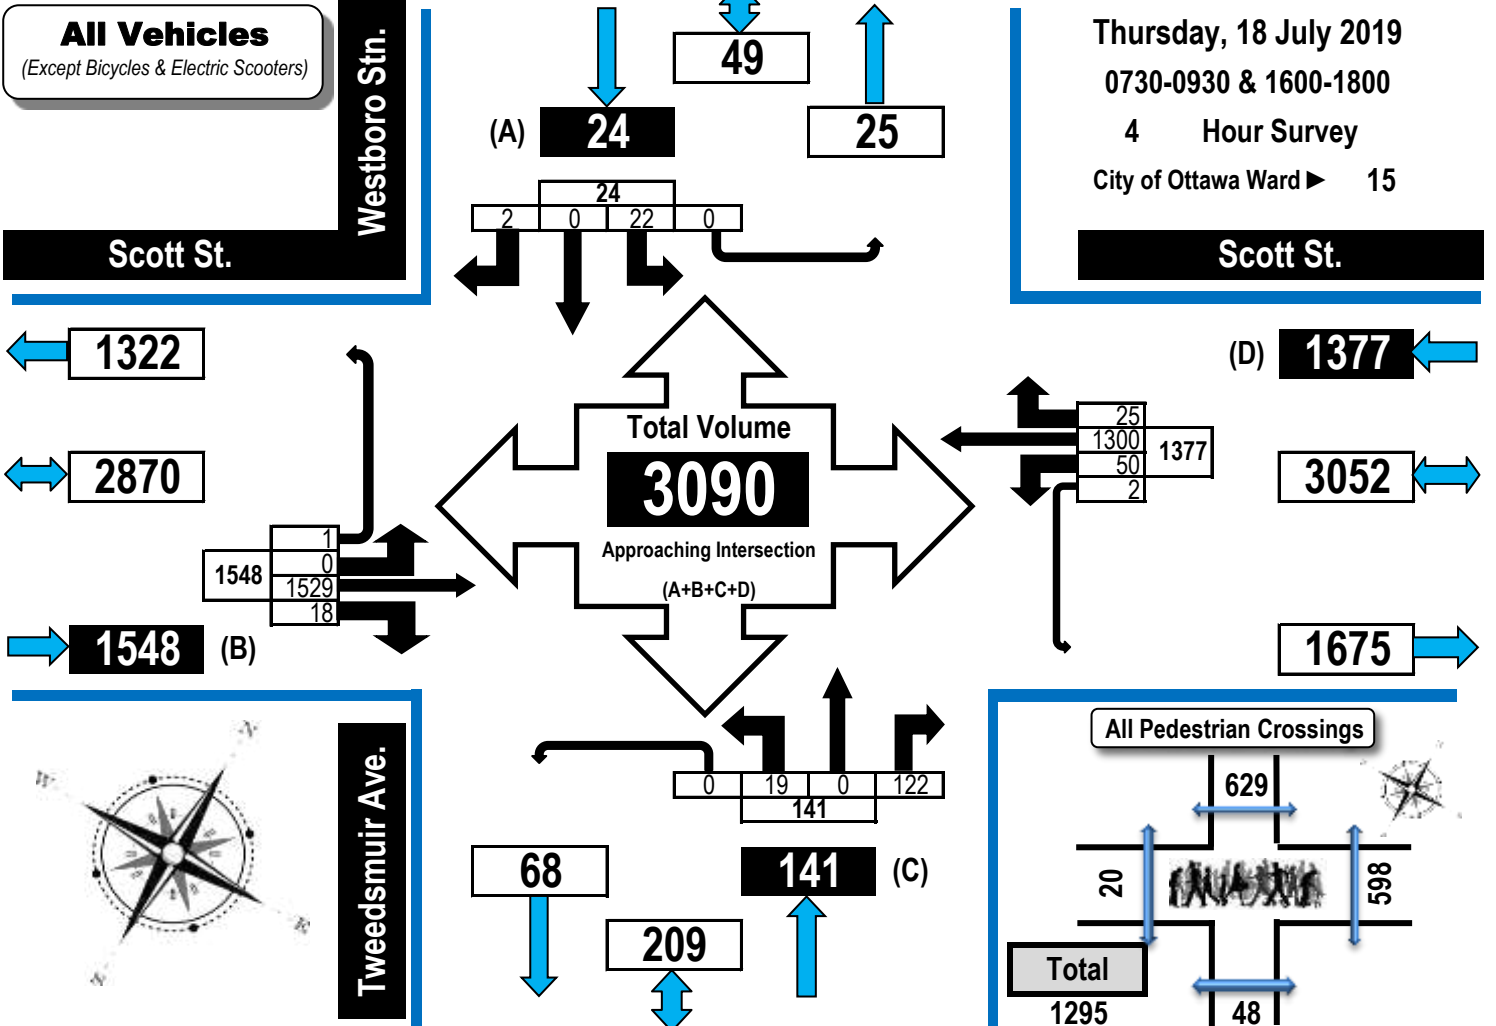 All Vehicles
(Except Bicycles & Electric Scooters)
Westboro Stn.
Scott St.
49
(A)
24
25
24
2 0 22 0
Thursday, 18 July 2019
0730-0930 & 1600-1800
4 Hour Survey
City of Ottawa Ward ► 15
Scott St.
1322
2870
1
0
1529
18
1548
1548
(B)
Total Volume
3090
Approaching Intersection
(A+B+C+D)
(D)
1377
25
1300
50
2
1377
3052
1675
N
W
E
S
Tweedsmuir Ave.
0 19 0 122
141
68
141
(C)
209
All Pedestrian Crossings
629
20
598
Total
1295
48